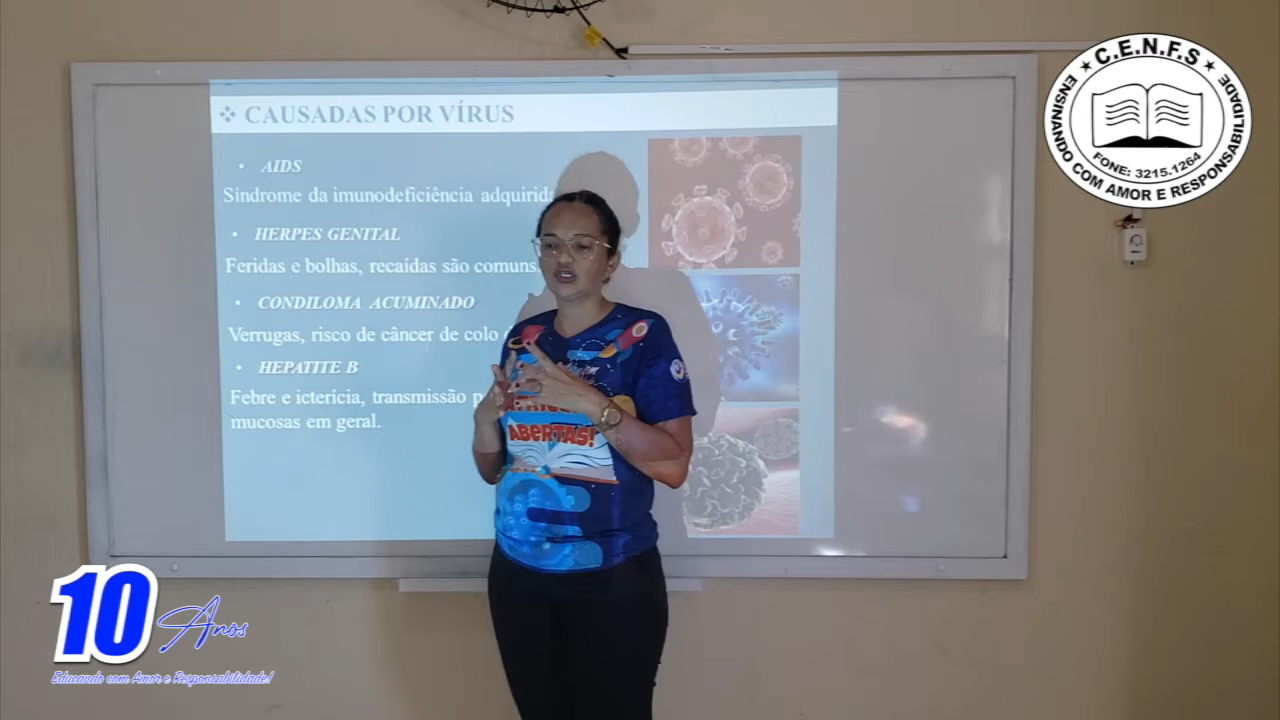 ❖ CAUSADAS POR VÍRUS
• AIDS
Síndrome da imunodeficiência adquirida
• HERPES GENITAL
Feridas e bolhas, recaídas são comuns.
• CONDILOMA ACUMINADO
Verrugas, risco de câncer de colo
• HEPATITE B
Febre e icterícia, transmissão
mucosas em geral.
ABERTAS!
★ C.E.N.F.S ★
ENSINANDO COM AMOR E RESPONSABILIDADE
FONE: 3215.1264
10 Anos
Educando com Amor e Responsabilidade!